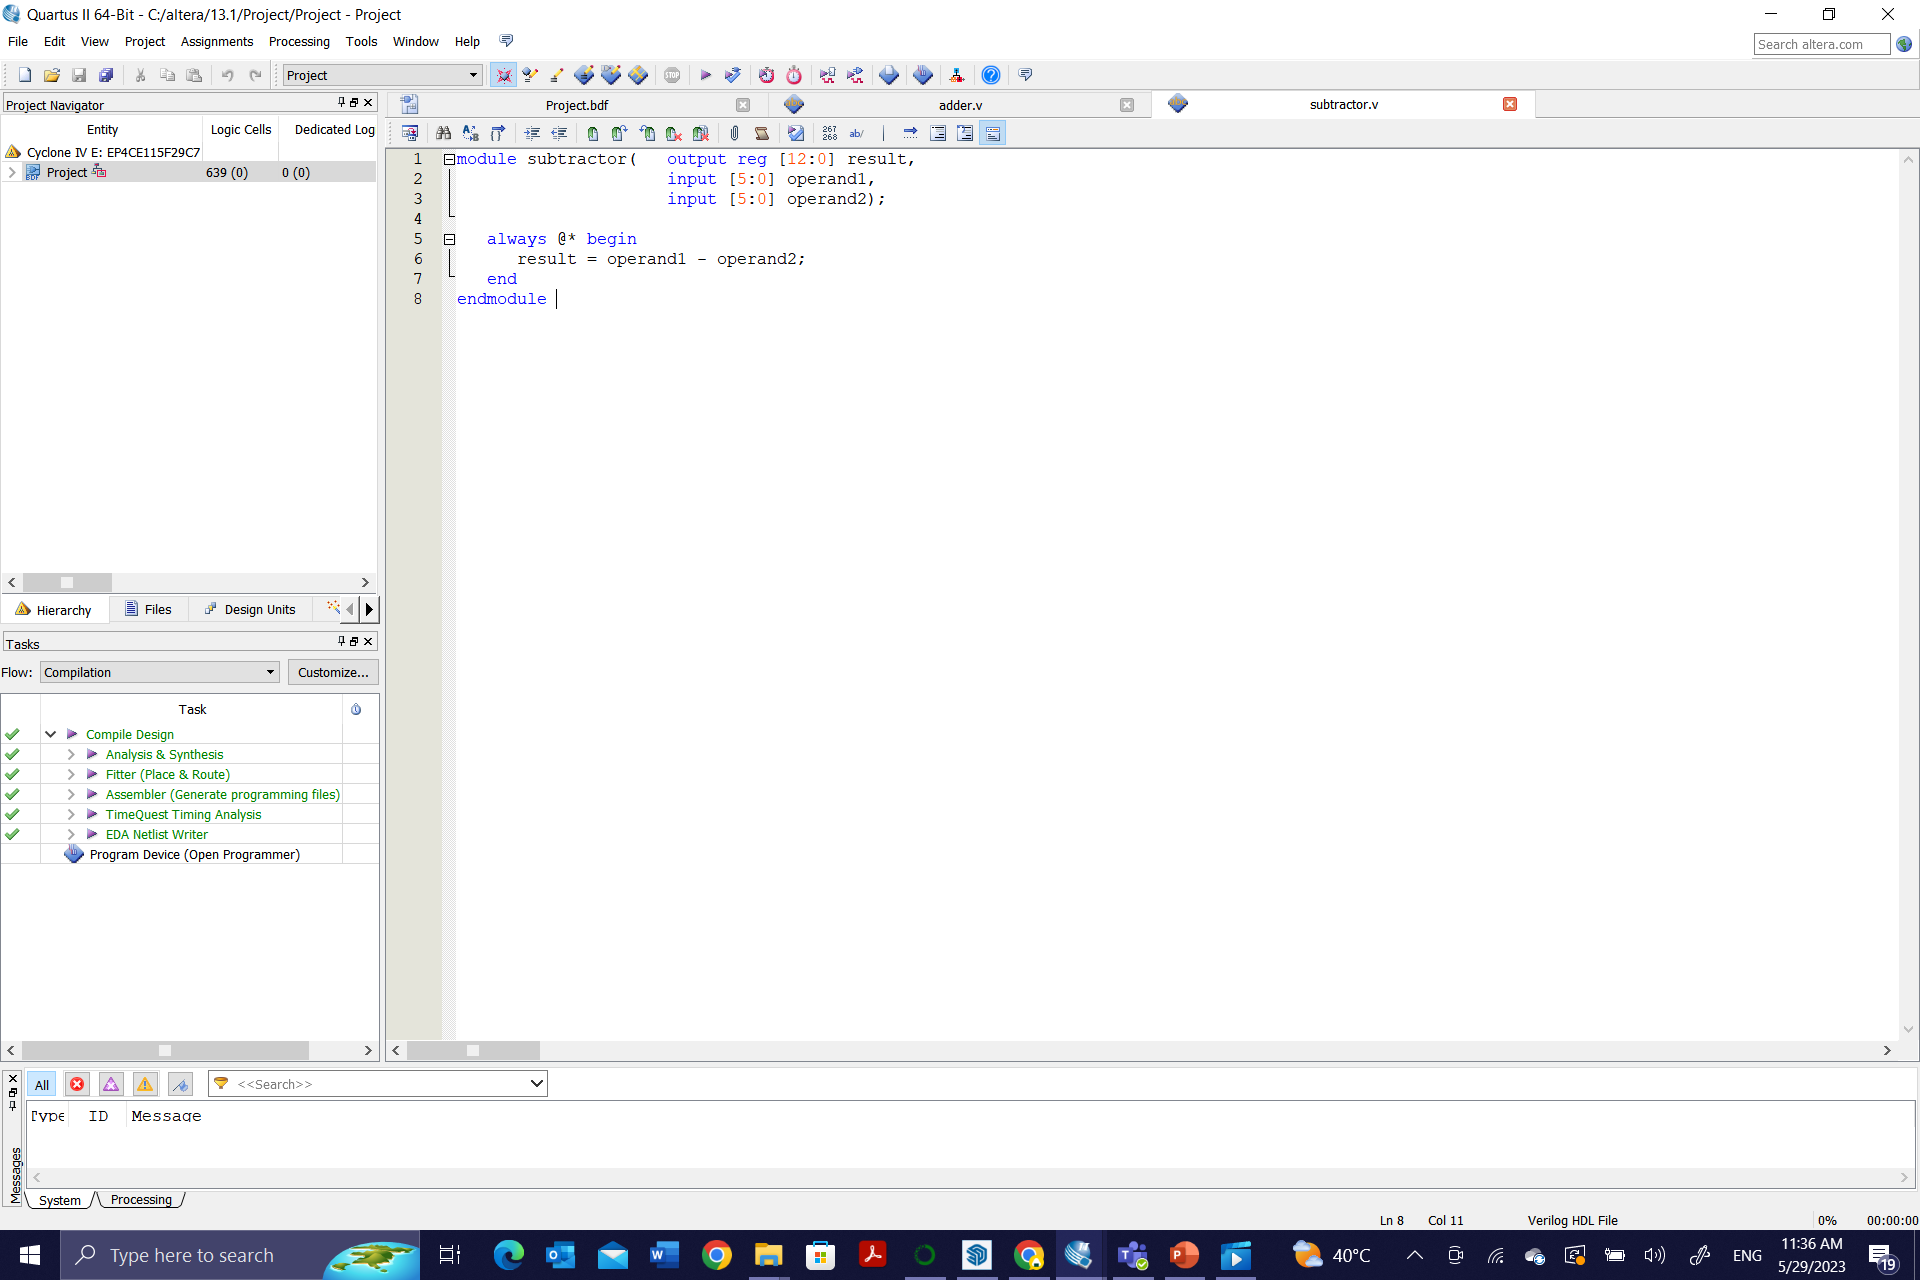 Quartus II 64-Bit - C:/altera/13.1/Project/Project - Project
File Edit View Project Assignments Processing Tools Window Help
Search altera.com
Project
Project Navigator
Entity Logic Cells Dedicated Log
Cyclone IV E: EP4CE115F29C7
Project 639 (0) 0 (0)
Hierarchy Files Design Units
Tasks
Flow: Compilation Customize...
Task
Compile Design
Analysis & Synthesis
Fitter (Place & Route)
Assembler (Generate programming files)
TimeQuest Timing Analysis
EDA Netlist Writer
Program Device (Open Programmer)
Project.bdf adder.v subtractor.v
267
268 ab/
1 module subtractor( output reg [12:0] result,
2 input [5:0] operand1,
3 input [5:0] operand2);
4
5 always @* begin
6 result = operand1 - operand2;
7 end
8 endmodule
All <<Search>>
Type ID Message
Messages
System Processing
Ln 8 Col 11 Verilog HDL File 0% 00:00:00
Type here to search
40°C ENG 11:36 AM
5/29/2023
19